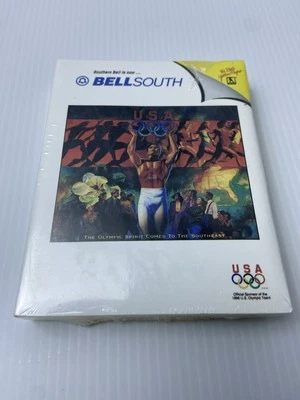 Southern Bell is now ...
BELLSOUTH
USA
THE OLYMPIC SPIRIT COMES TO THE SOUTHEAST
USA
Official Sponsor of the
U.S. Olympic Team